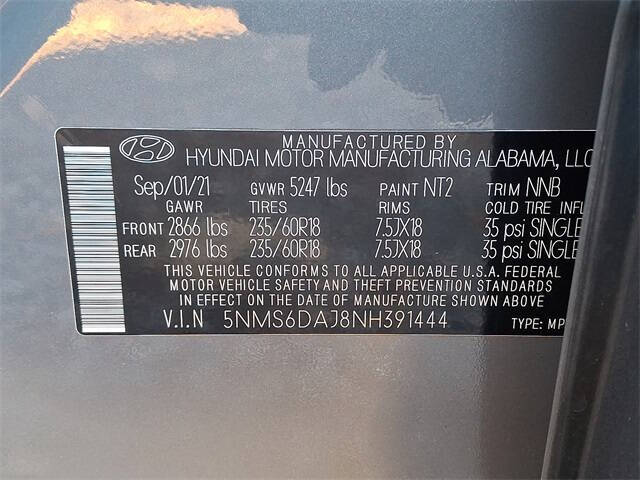 MANUFACTURED BY
HYUNDAI MOTOR MANUFACTURING ALABAMA, LLC
Sep/01/21 GVWR 5247 lbs PAINT NT2 TRIM NNB
GAWR TIRES RIMS COLD TIRE INFL
FRONT 2866 lbs 235/60R18 7.5JX18 35 psi SINGLE
REAR 2976 lbs 235/60R18 7.5JX18 35 psi SINGLE
THIS VEHICLE CONFORMS TO ALL APPLICABLE U.S.A. FEDERAL
MOTOR VEHICLE SAFETY AND THEFT PREVENTION STANDARDS
IN EFFECT ON THE DATE OF MANUFACTURE SHOWN ABOVE
V.I.N 5NMS6DAJ8NH391444 TYPE: MP